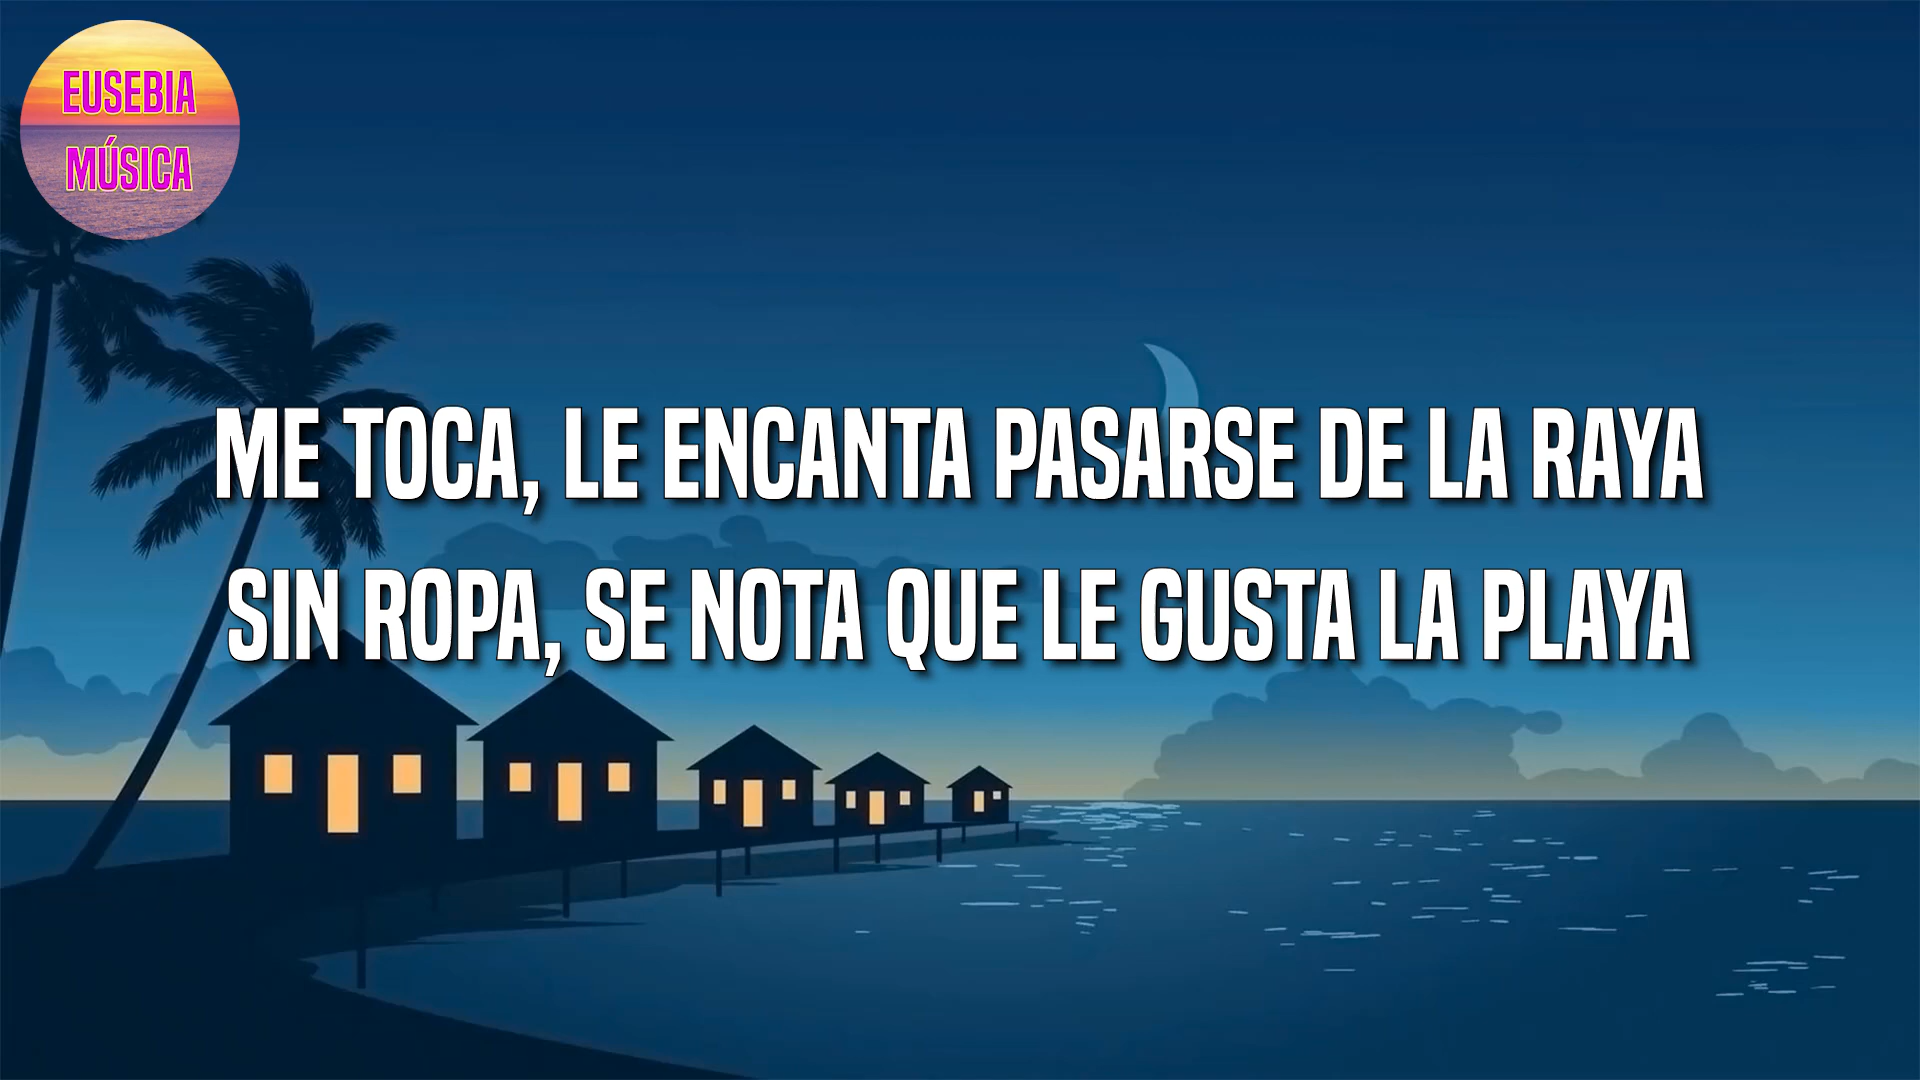 EUSEBIA
MÚSICA
ME TOCA, LE ENCANTA PASARSE DE LA RAYA
SIN ROPA, SE NOTA QUE LE GUSTA LA PLAYA